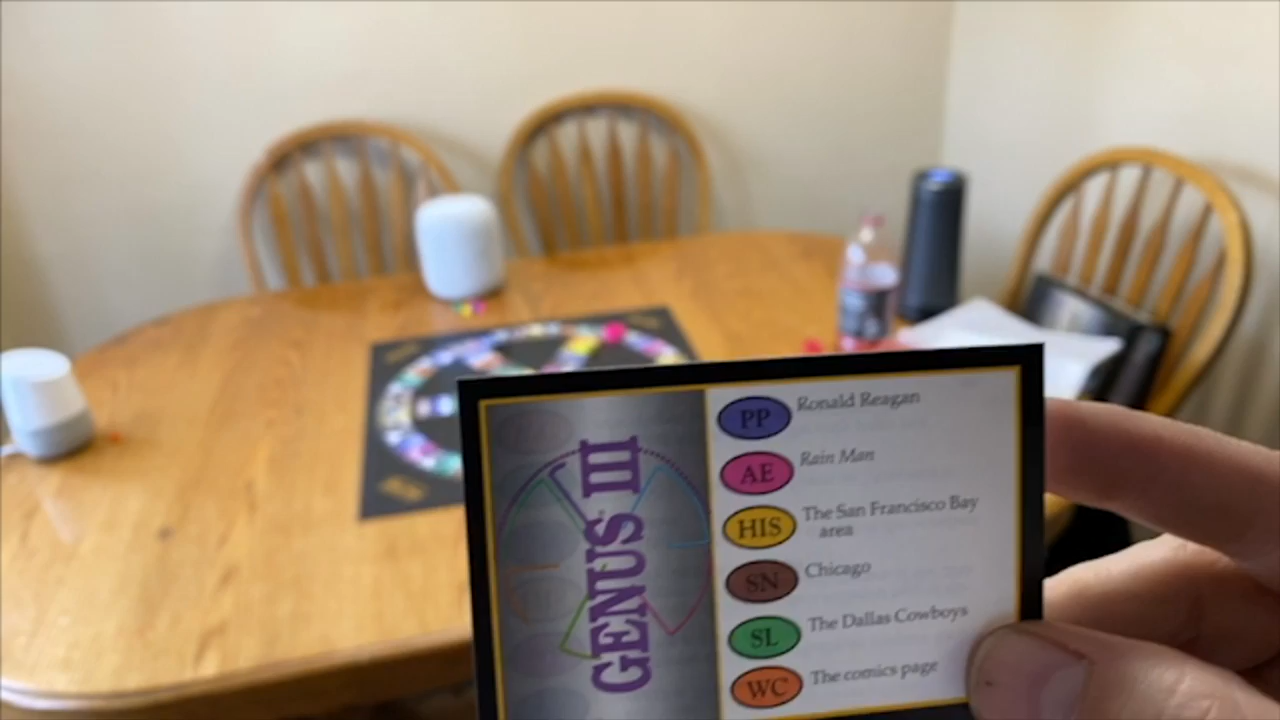 GENUS III
PP Ronald Reagan
AE Rain Man
HIS The San Francisco Bay
area
SN Chicago
SL The Dallas Cowboys
WC The comics page